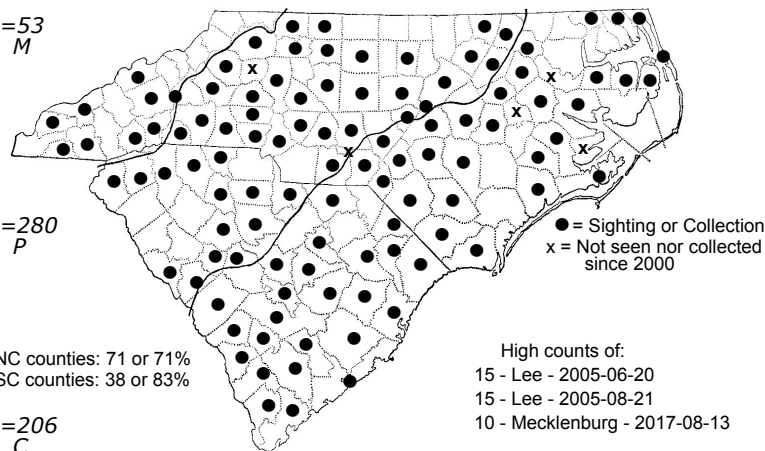 =53
M
=280
P
● = Sighting or Collection
x = Not seen nor collected
since 2000
NC counties: 71 or 71%
SC counties: 38 or 83%
High counts of:
15 - Lee - 2005-06-20
15 - Lee - 2005-08-21
10 - Mecklenburg - 2017-08-13
=206
C
x
x
x
x
x